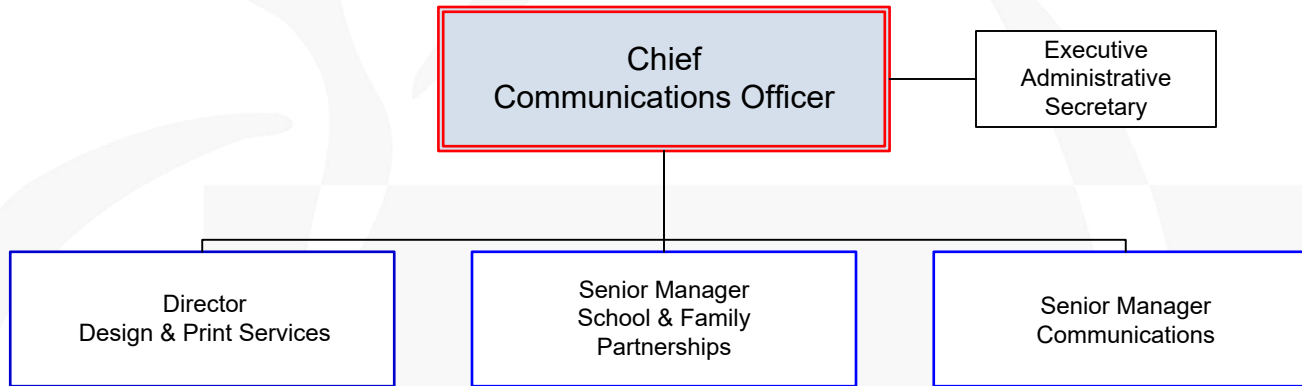 Chief
Communications Officer
Executive
Administrative
Secretary
Director
Design & Print Services
Senior Manager
School & Family
Partnerships
Senior Manager
Communications